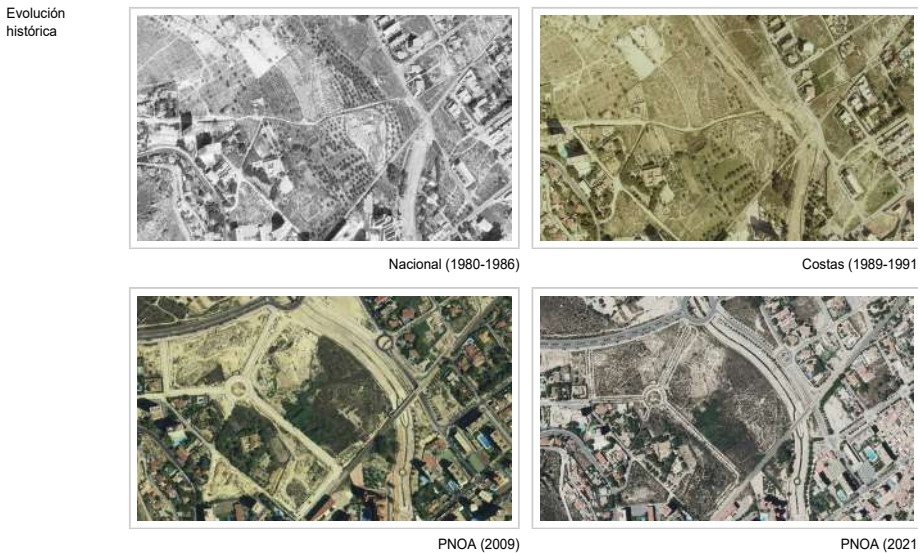 Evolución
histórica
Nacional (1980-1986)
Costas (1989-1991
PNOA (2009)
PNOA (2021